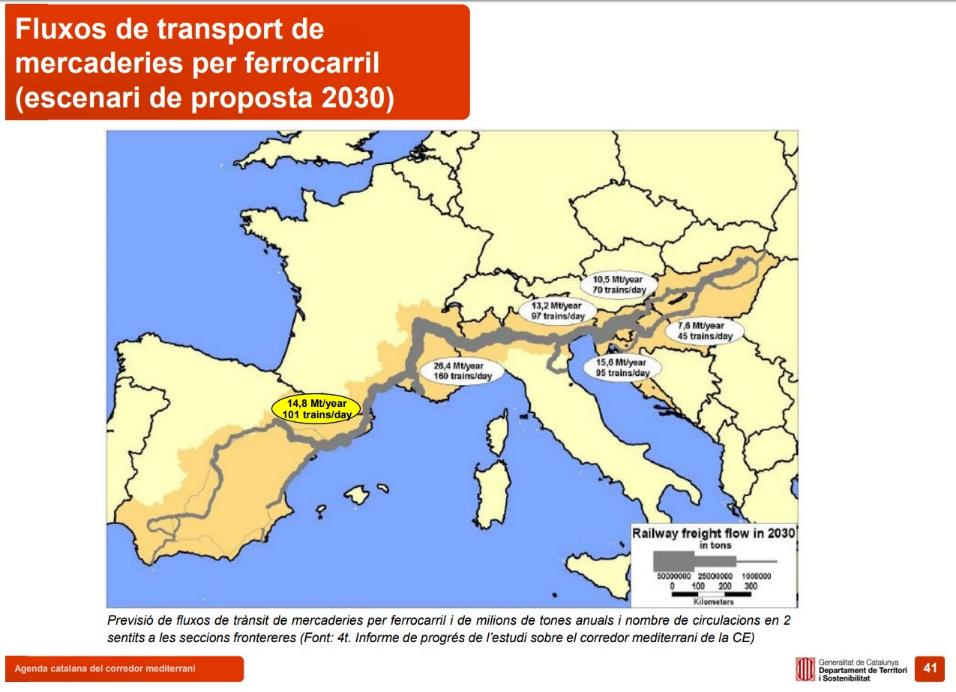 Fluxos de transport de
mercaderies per ferrocarril
(escenari de proposta 2030)
10,5 Mt/year
70 trains/day
13,2 Mt/year
97 trains/day
7,6 Mt/year
45 trains/day
26,4 Mt/year
160 trains/day
15,6 Mt/year
95 trains/day
14,8 Mt/year
101 trains/day
Railway freight flow in 2030
in tons
50000000 25000000 1000000
0 100 200 300
Kilometers
Previsió de fluxos de trànsit de mercaderies per ferrocarril i de milions de tones anuals i nombre de circulacions en 2
sentits a les seccions frontereres (Font: 4t. Informe de progrés de l'estudi sobre el corredor mediterrani de la CE)
Agenda catalana del corredor mediterrani
Generalitat de Catalunya
Departament de Territori
i Sostenibilitat
41